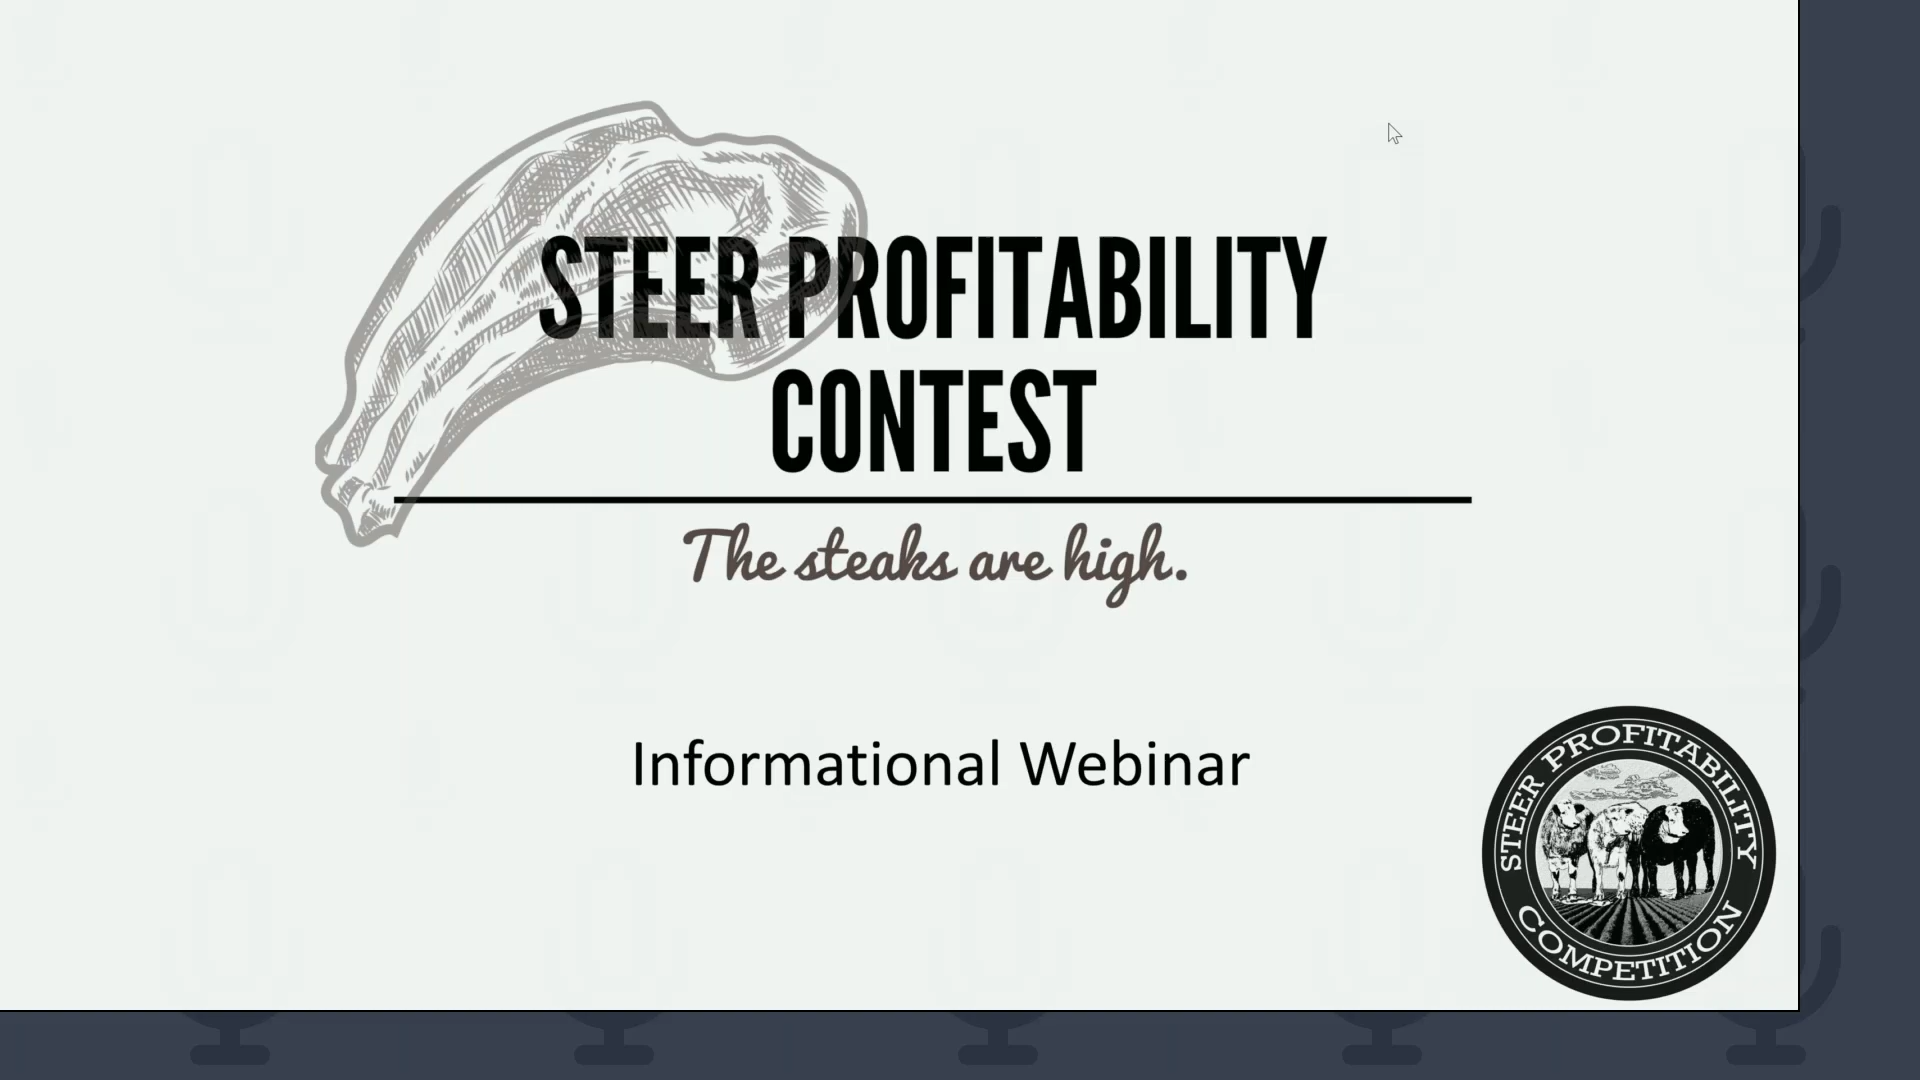 STEER PROFITABILITY
CONTEST
The steaks are high.
Informational Webinar
STEER PROFITABILITY
COMPETITION